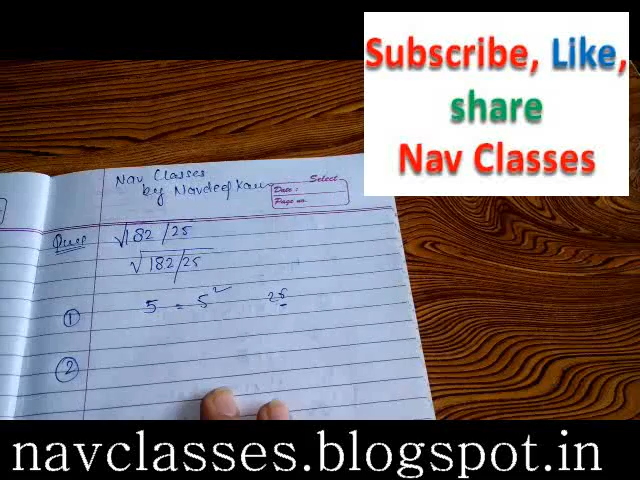 Subscribe, Like,
share
Nav Classes
Nav Classes
by Navdeep Kaur
Select
Date :
Page no.
Ques √182/25
√182/25
① 5 = 5² 25
②
navclasses.blogspot.in